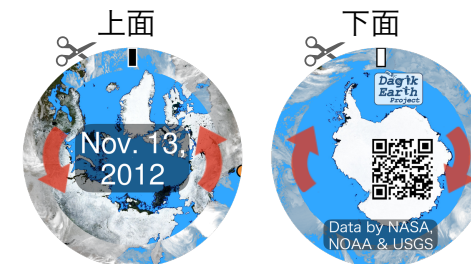 上面
下面
Nov. 13,
2012
Dagik
Earth
Project
Data by NASA,
NOAA & USGS